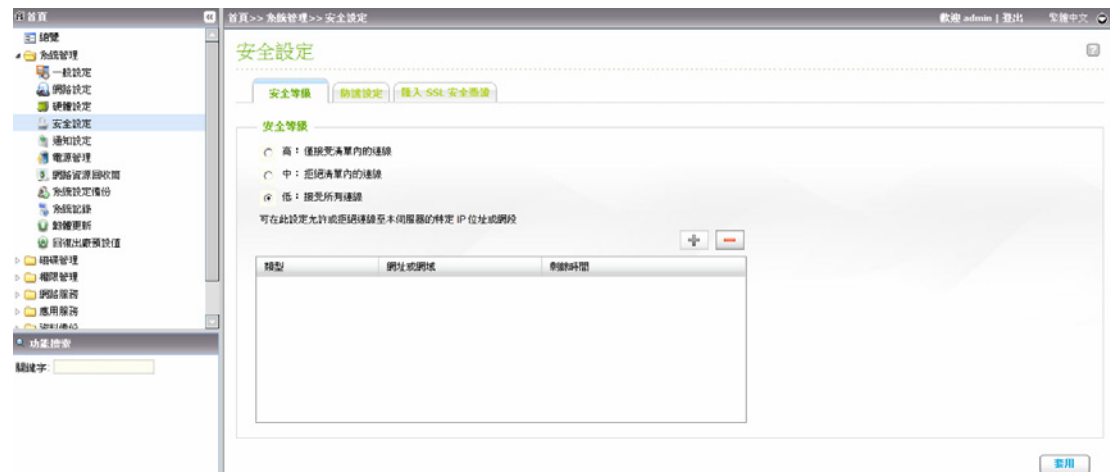 首頁
首頁>> 系統管理>> 安全設定
歡迎 admin | 登出
繁體中文
總覽
系統管理
一般設定
網路設定
硬體設定
安全設定
通知設定
電源管理
網路資源回收筒
系統設定備份
系統記錄
韌體更新
回復出廠預設值
磁碟管理
權限管理
網路服務
應用服務
資料備份
功能搜索
關鍵字:
安全設定
安全等級
防護設定
匯入 SSL 安全憑證
安全等級
高：僅接受清單內的連線
中：拒絕清單內的連線
低：接受所有連線
可在此設定允許或拒絕連線至本伺服器的特定 IP 位址或網段
類型
網址或網域
剩餘時間
套用